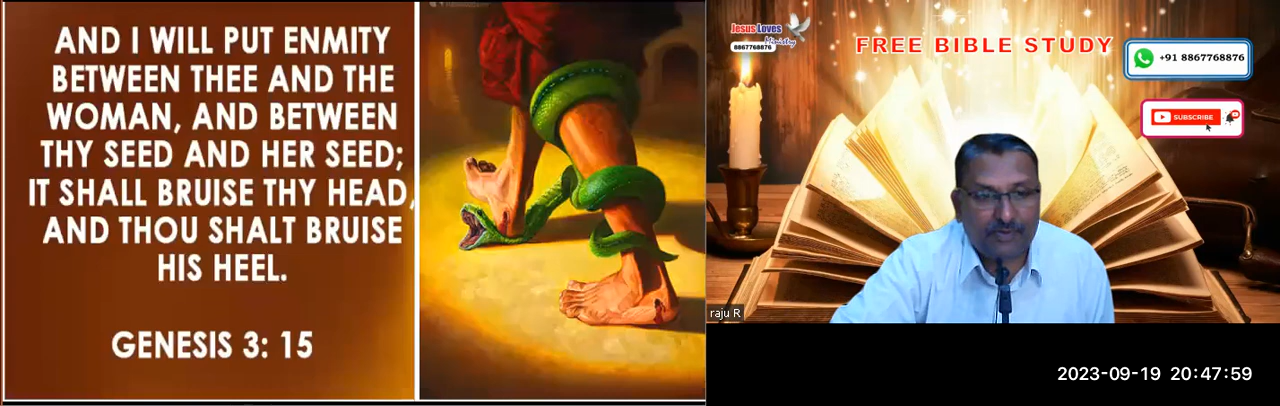 AND I WILL PUT ENMITY
BETWEEN THEE AND THE
WOMAN, AND BETWEEN
THY SEED AND HER SEED;
IT SHALL BRUISE THY HEAD,
AND THOU SHALT BRUISE
HIS HEEL.
GENESIS 3: 15
Jesus Loves
Ministry
8867768876
FREE BIBLE STUDY
+91 8867768876
SUBSCRIBE
raju R
2023-09-19 20:47:59